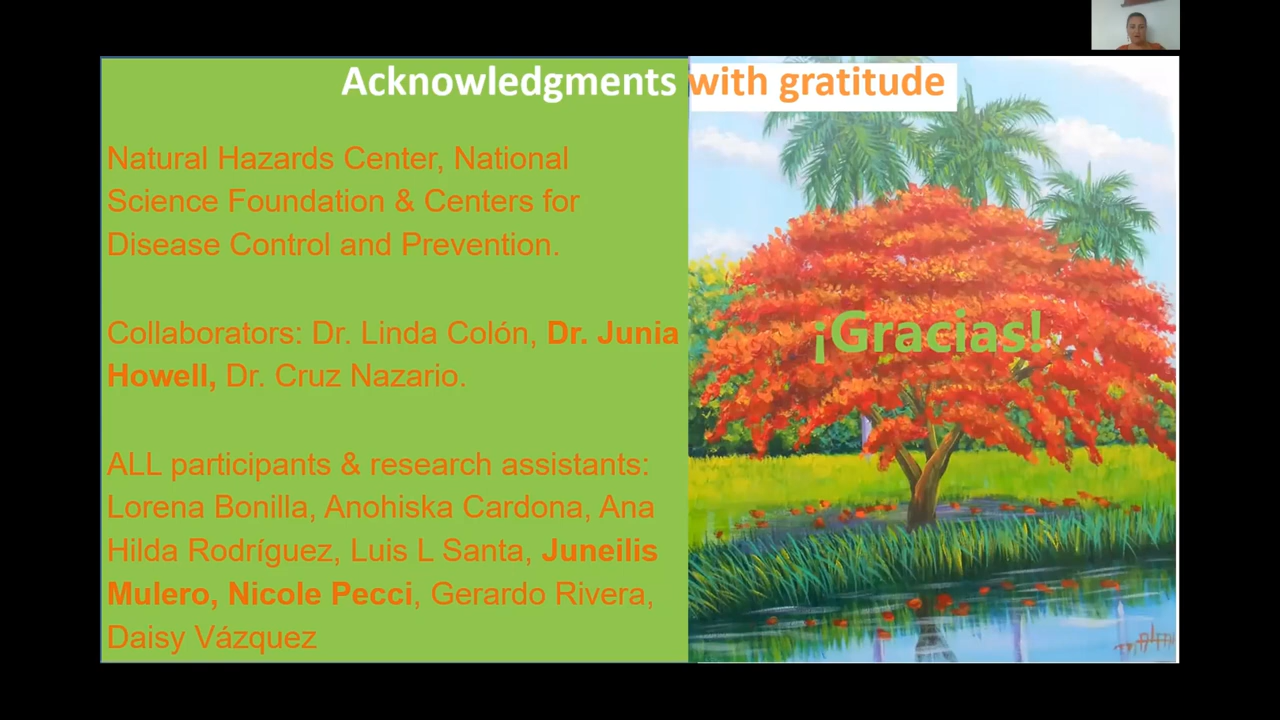 Acknowledgments with gratitude
Natural Hazards Center, National
Science Foundation & Centers for
Disease Control and Prevention.
Collaborators: Dr. Linda Colón, Dr. Junia
Howell, Dr. Cruz Nazario.
ALL participants & research assistants:
Lorena Bonilla, Anohiska Cardona, Ana
Hilda Rodríguez, Luis L Santa, Juneilis
Mulero, Nicole Pecci, Gerardo Rivera,
Daisy Vázquez
¡Gracias!